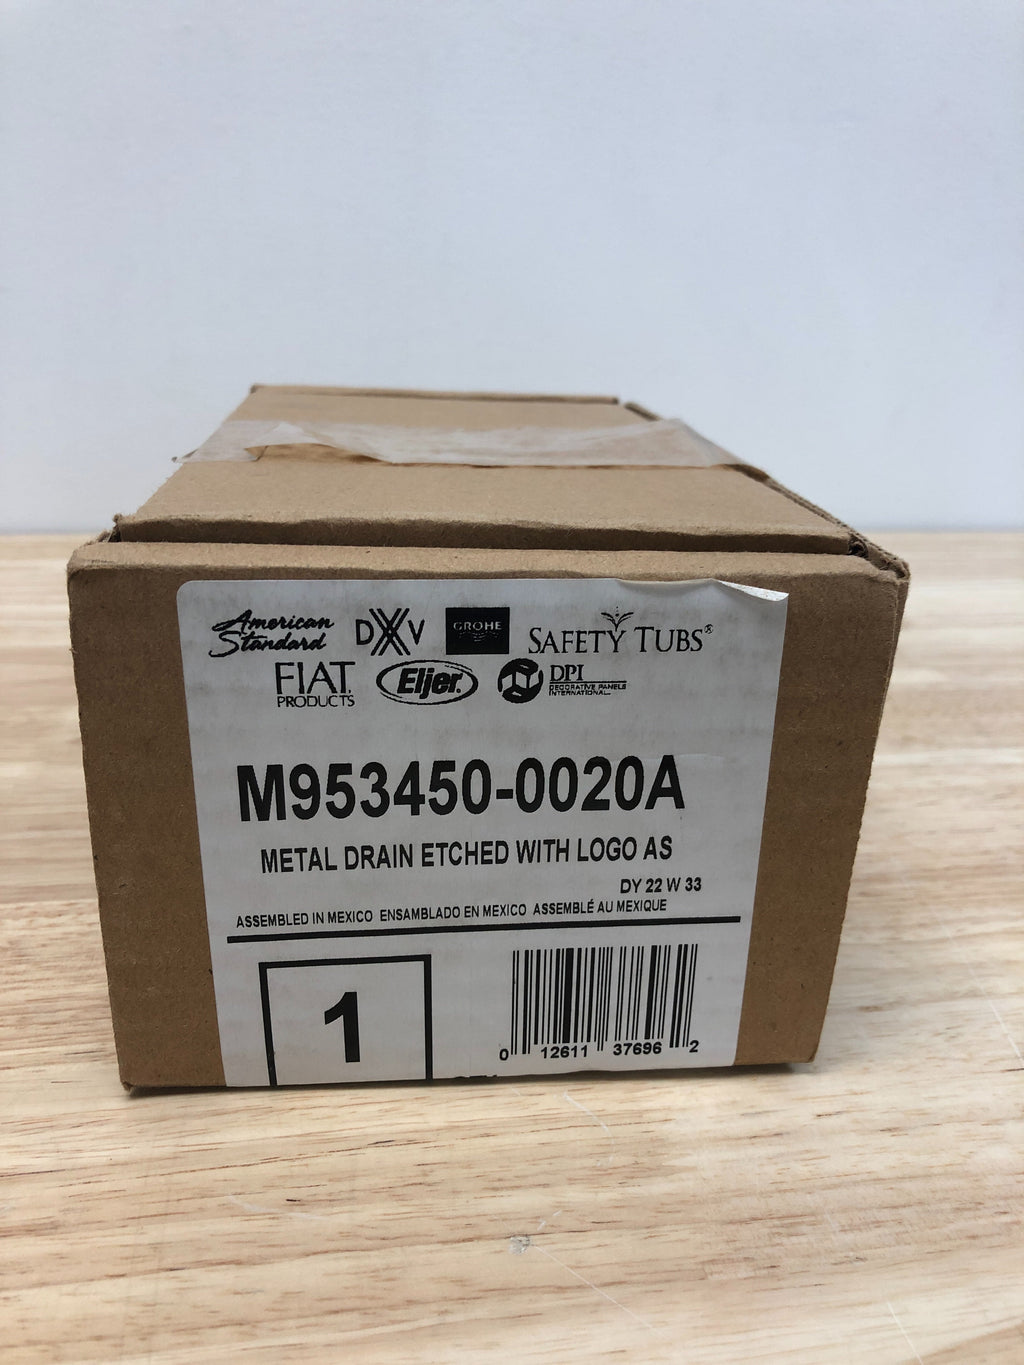 American Standard DXV GROHE SAFETY TUBS®
FIAT PRODUCTS Eljer® DPI DECORATIVE PANELS INTERNATIONAL
M953450-0020A
METAL DRAIN ETCHED WITH LOGO AS
DY 22 W 33
ASSEMBLED IN MEXICO ENSAMBLADO EN MEXICO ASSEMBLÉ AU MEXIQUE
1
0 12611 37696 2